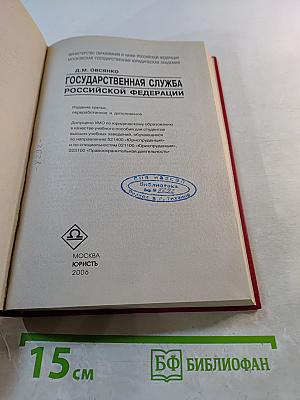 МИНИСТЕРСТВО ОБРАЗОВАНИЯ И НАУКИ РОССИЙСКОЙ ФЕДЕРАЦИИ
МОСКОВСКАЯ ГОСУДАРСТВЕННАЯ ЮРИДИЧЕСКАЯ АКАДЕМИЯ
Д.М. ОВСЯНКО
ГОСУДАРСТВЕННАЯ СЛУЖБА
РОССИЙСКОЙ ФЕДЕРАЦИИ
Издание третье,
переработанное и дополненное
Допущено УМО по юридическому образованию
в качестве учебного пособия для студентов
высших учебных заведений, обучающихся
по направлению 521400 «Юриспруденция»
и по специальностям 021100 «Юриспруденция»,
023100 «Правоохранительная деятельность»
Библиотека
МОСКВА
ЮРИСТЪ
2006
15 см
БФ БИБЛИОФАН